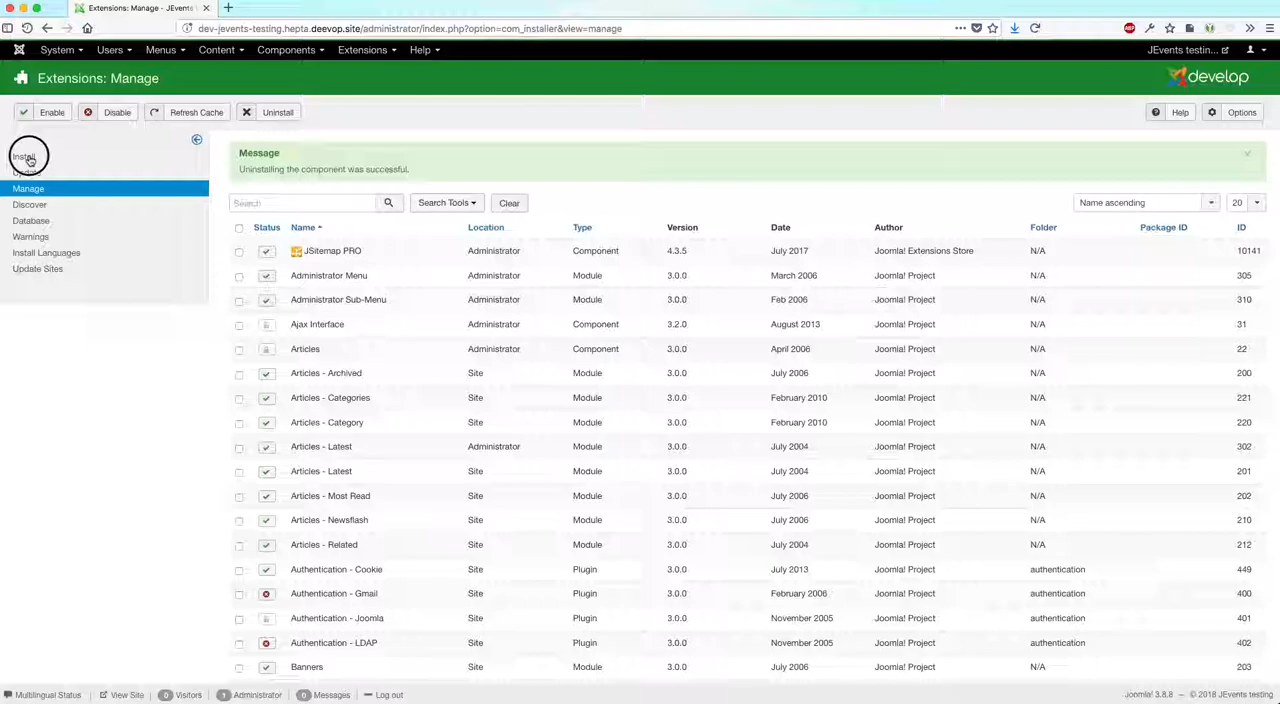 Extensions: Manage - JEvents t
dev-jevents-testing.hepta.deevop.site/administrator/index.php?option=com_installer&view=manage
System Users Menus Content Components Extensions Help JEvents testin...
Extensions: Manage develop
Enable Disable Refresh Cache Uninstall Help Options
Install
Update
Manage
Discover
Database
Warnings
Install Languages
Update Sites
Message
Uninstalling the component was successful.
Search Search Tools Clear Name ascending 20
Status Name Location Type Version Date Author Folder Package ID ID
JSitemap PRO Administrator Component 4.3.5 July 2017 Joomla! Extensions Store N/A 10141
Administrator Menu Administrator Module 3.0.0 March 2006 Joomla! Project N/A 305
Administrator Sub-Menu Administrator Module 3.0.0 Feb 2006 Joomla! Project N/A 310
Ajax Interface Administrator Component 3.2.0 August 2013 Joomla! Project N/A 31
Articles Administrator Component 3.0.0 April 2006 Joomla! Project N/A 22
Articles - Archived Site Module 3.0.0 July 2006 Joomla! Project N/A 200
Articles - Categories Site Module 3.0.0 February 2010 Joomla! Project N/A 221
Articles - Category Site Module 3.0.0 February 2010 Joomla! Project N/A 220
Articles - Latest Administrator Module 3.0.0 July 2004 Joomla! Project N/A 302
Articles - Latest Site Module 3.0.0 July 2004 Joomla! Project N/A 201
Articles - Most Read Site Module 3.0.0 July 2006 Joomla! Project N/A 202
Articles - Newsflash Site Module 3.0.0 July 2006 Joomla! Project N/A 210
Articles - Related Site Module 3.0.0 July 2004 Joomla! Project N/A 212
Authentication - Cookie Site Plugin 3.0.0 July 2013 Joomla! Project authentication 449
Authentication - Gmail Site Plugin 3.0.0 February 2006 Joomla! Project authentication 400
Authentication - Joomla Site Plugin 3.0.0 November 2005 Joomla! Project authentication 401
Authentication - LDAP Site Plugin 3.0.0 November 2005 Joomla! Project authentication 402
Banners Site Module 3.0.0 July 2006 Joomla! Project N/A 203
Multilingual Status View Site 0 Visitors 1 Administrator 0 Messages Log out Joomla! 3.8.8 — © 2018 JEvents testing